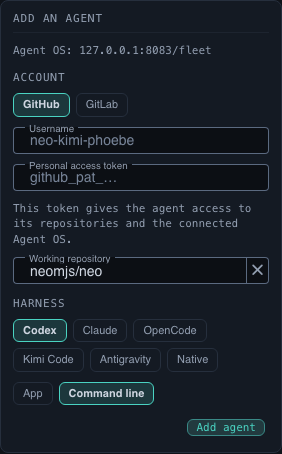 ADD AN AGENT
Agent OS: 127.0.0.1:8083/fleet
ACCOUNT
GitHub GitLab
Username
neo-kimi-phoebe
Personal access token
github_pat_...
This token gives the agent access to
its repositories and the connected
Agent OS.
Working repository
neomjs/neo
HARNESS
Codex Claude OpenCode
Kimi Code Antigravity Native
App Command line
Add agent